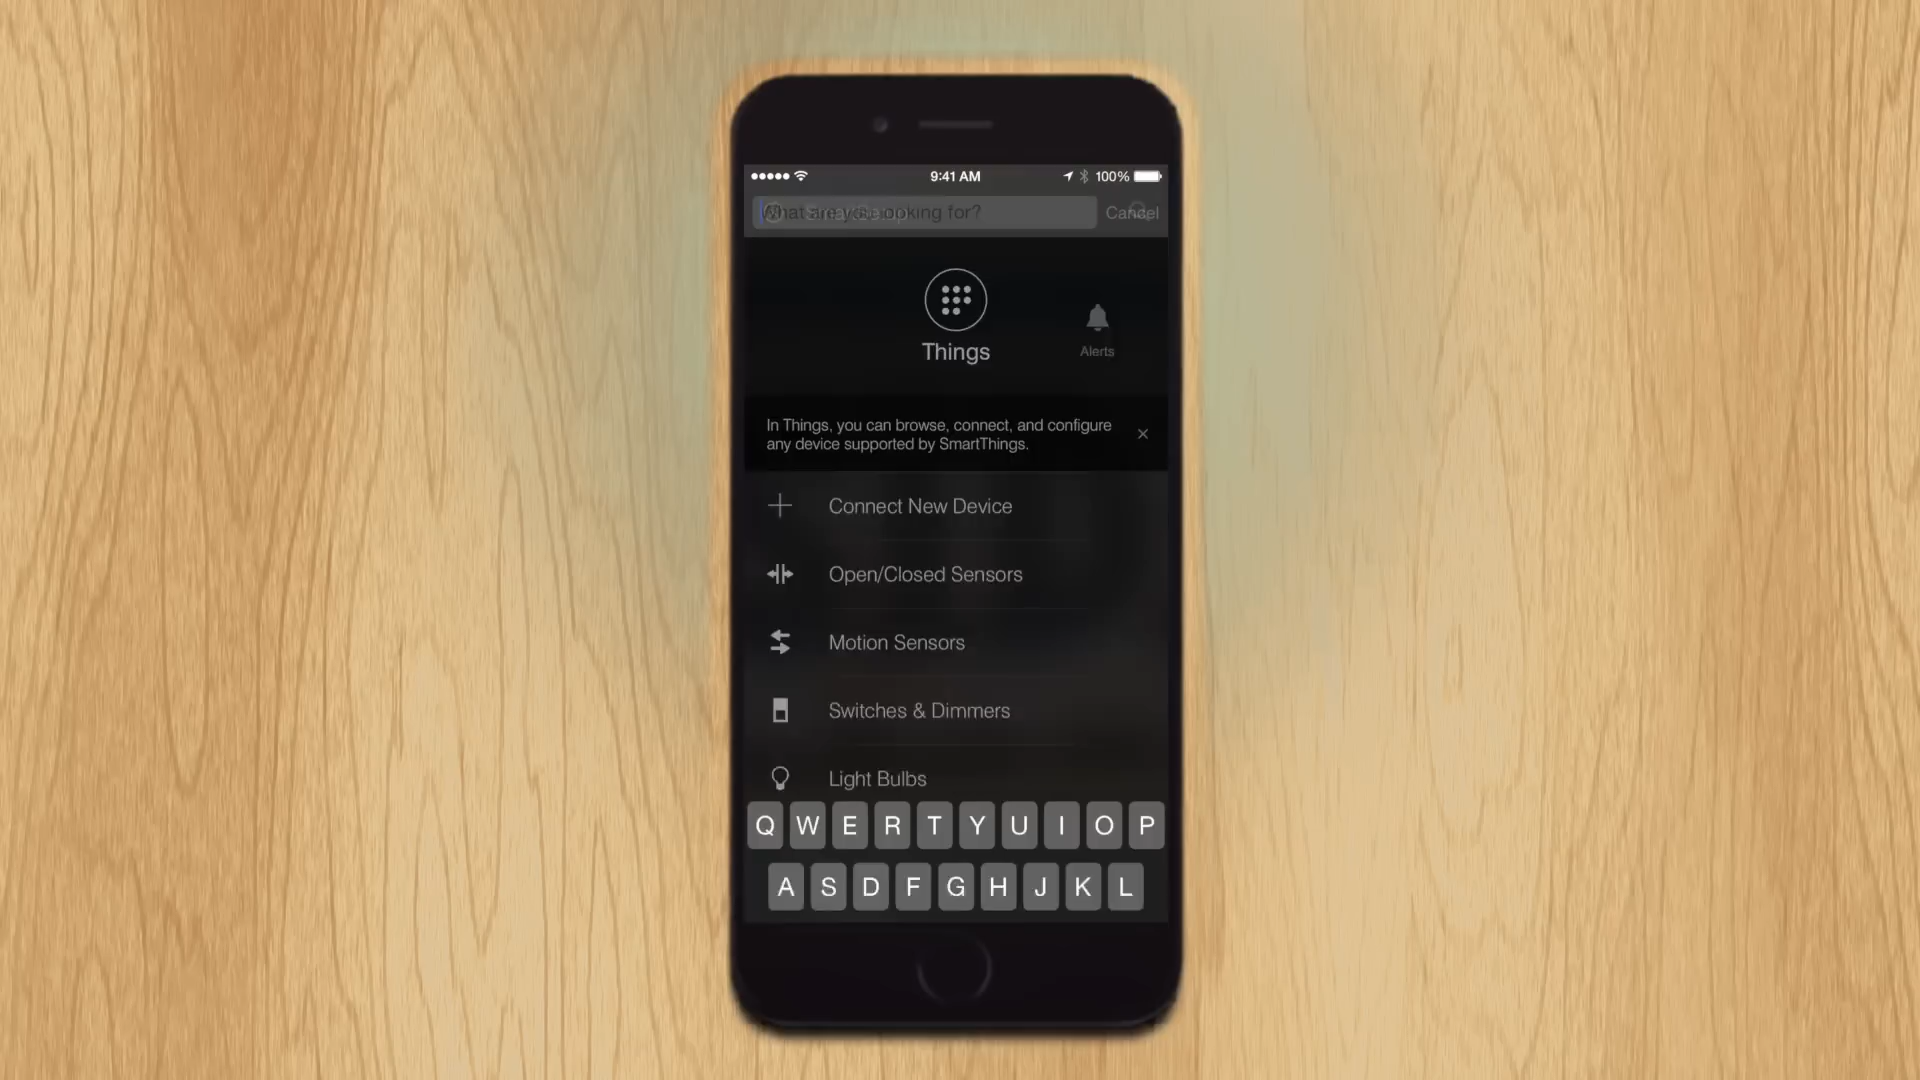 9:41 AM
100%
What are you looking for?
Cancel
Things
Alerts
In Things, you can browse, connect, and configure
any device supported by SmartThings.
Connect New Device
Open/Closed Sensors
Motion Sensors
Switches & Dimmers
Light Bulbs
Q W E R T Y U I O P
A S D F G H J K L